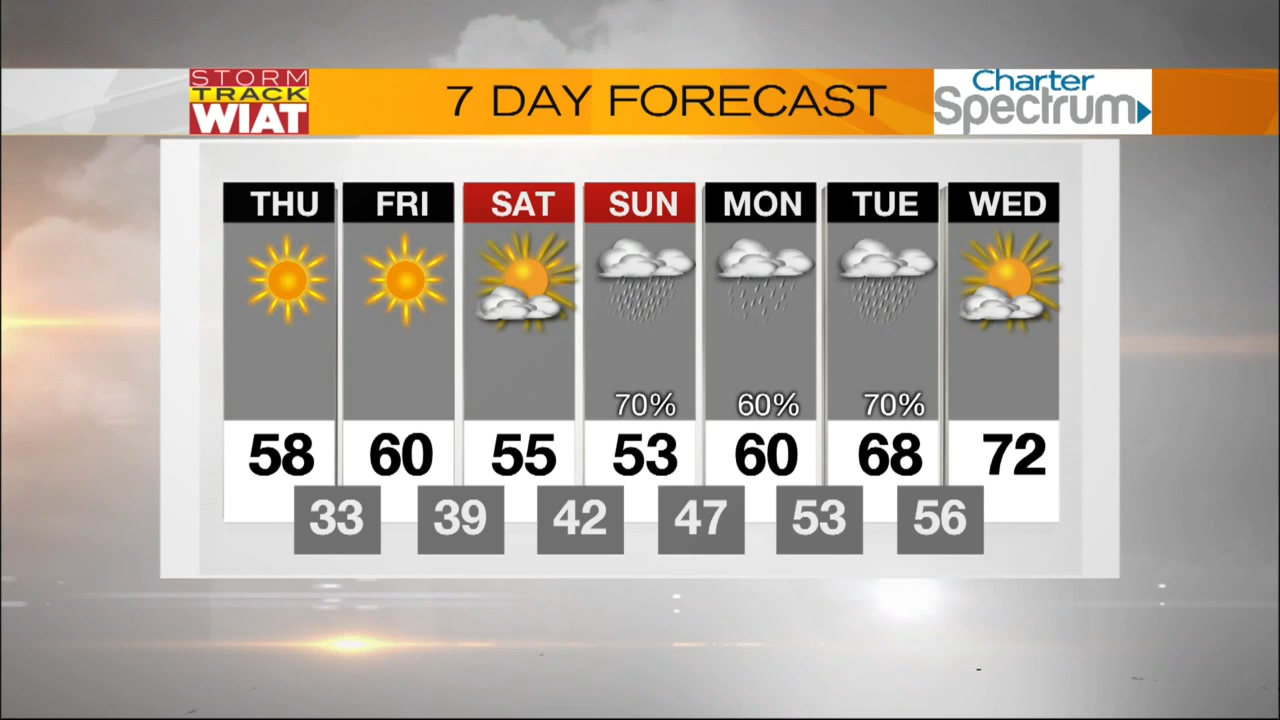 STORM
TRACK
WIAT
7 DAY FORECAST
Charter
Spectrum
THU FRI SAT SUN MON TUE WED
70% 60% 70%
58 60 55 53 60 68 72
33 39 42 47 53 56